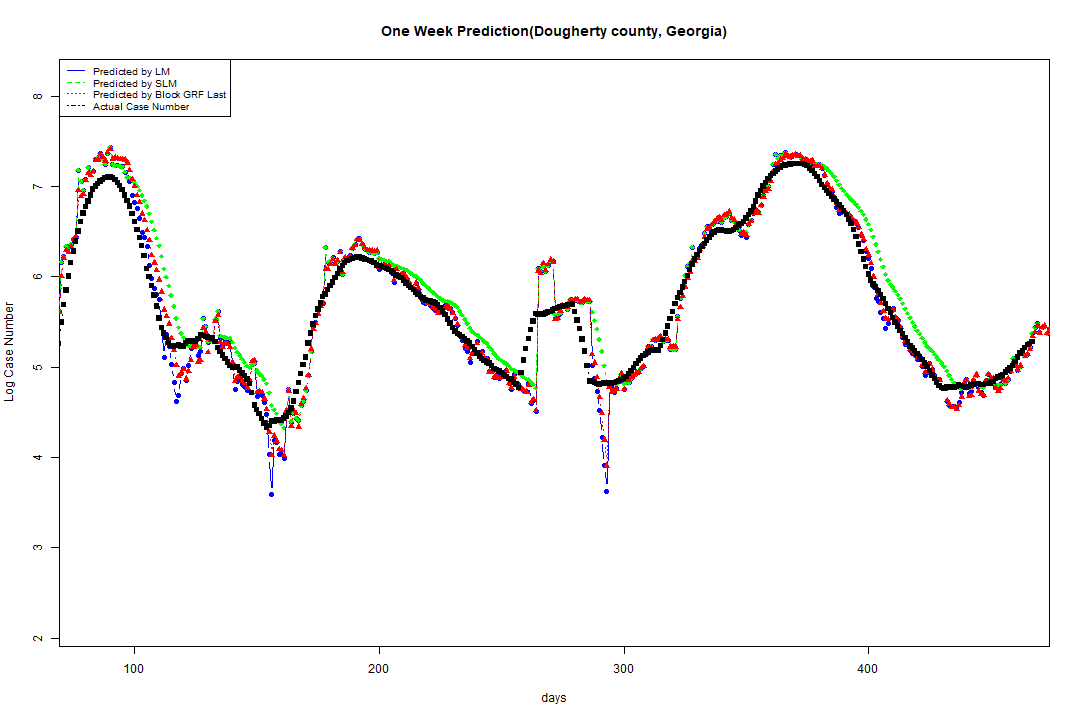 One Week Prediction(Dougherty county, Georgia)
Predicted by LM
Predicted by SLM
Predicted by Block GRF Last
Actual Case Number
Log Case Number
8
7
6
5
4
3
2
100 200 300 400
days